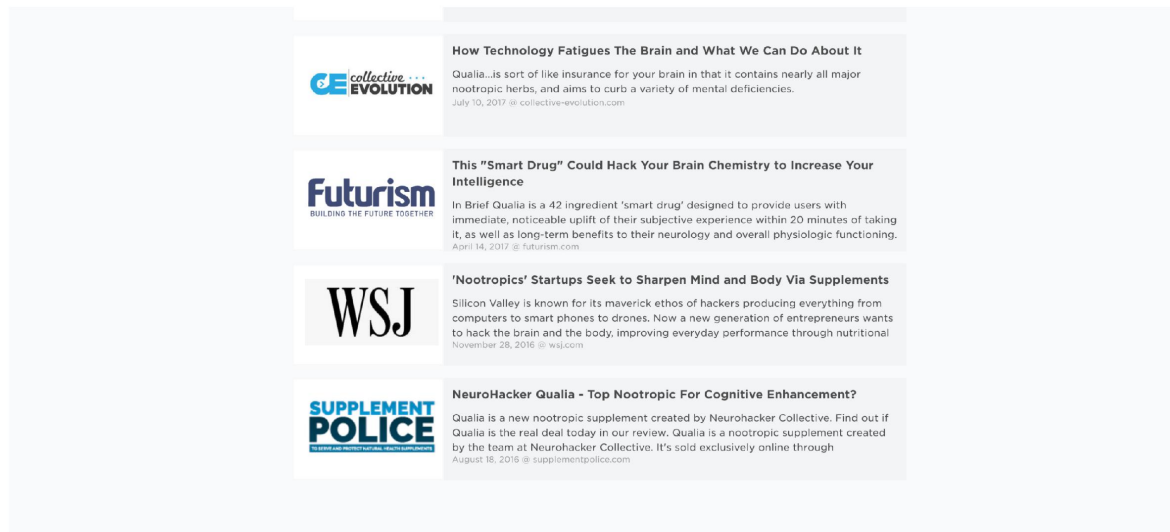 How Technology Fatigues The Brain and What We Can Do About It
collective
EVOLUTION
Qualia...is sort of like insurance for your brain in that it contains nearly all major
nootropic herbs, and aims to curb a variety of mental deficiencies.
July 10, 2017 @ collective-evolution.com
This "Smart Drug" Could Hack Your Brain Chemistry to Increase Your
Intelligence
Futurism
BUILDING THE FUTURE TOGETHER
In Brief Qualia is a 42 ingredient 'smart drug' designed to provide users with
immediate, noticeable uplift of their subjective experience within 20 minutes of taking
it, as well as long-term benefits to their neurology and overall physiologic functioning.
April 14, 2017 @ futurism.com
'Nootropics' Startups Seek to Sharpen Mind and Body Via Supplements
WSJ
Silicon Valley is known for its maverick ethos of hackers producing everything from
computers to smart phones to drones. Now a new generation of entrepreneurs wants
to hack the brain and the body, improving everyday performance through nutritional
November 28, 2016 @ wsj.com
NeuroHacker Qualia - Top Nootropic For Cognitive Enhancement?
SUPPLEMENT
POLICE
TO SERVE AND PROTECT NATURAL HEALTH SUPPLEMENTS
Qualia is a new nootropic supplement created by Neurohacker Collective. Find out if
Qualia is the real deal today in our review. Qualia is a nootropic supplement created
by the team at Neurohacker Collective. It's sold exclusively online through
August 18, 2016 @ supplementpolice.com